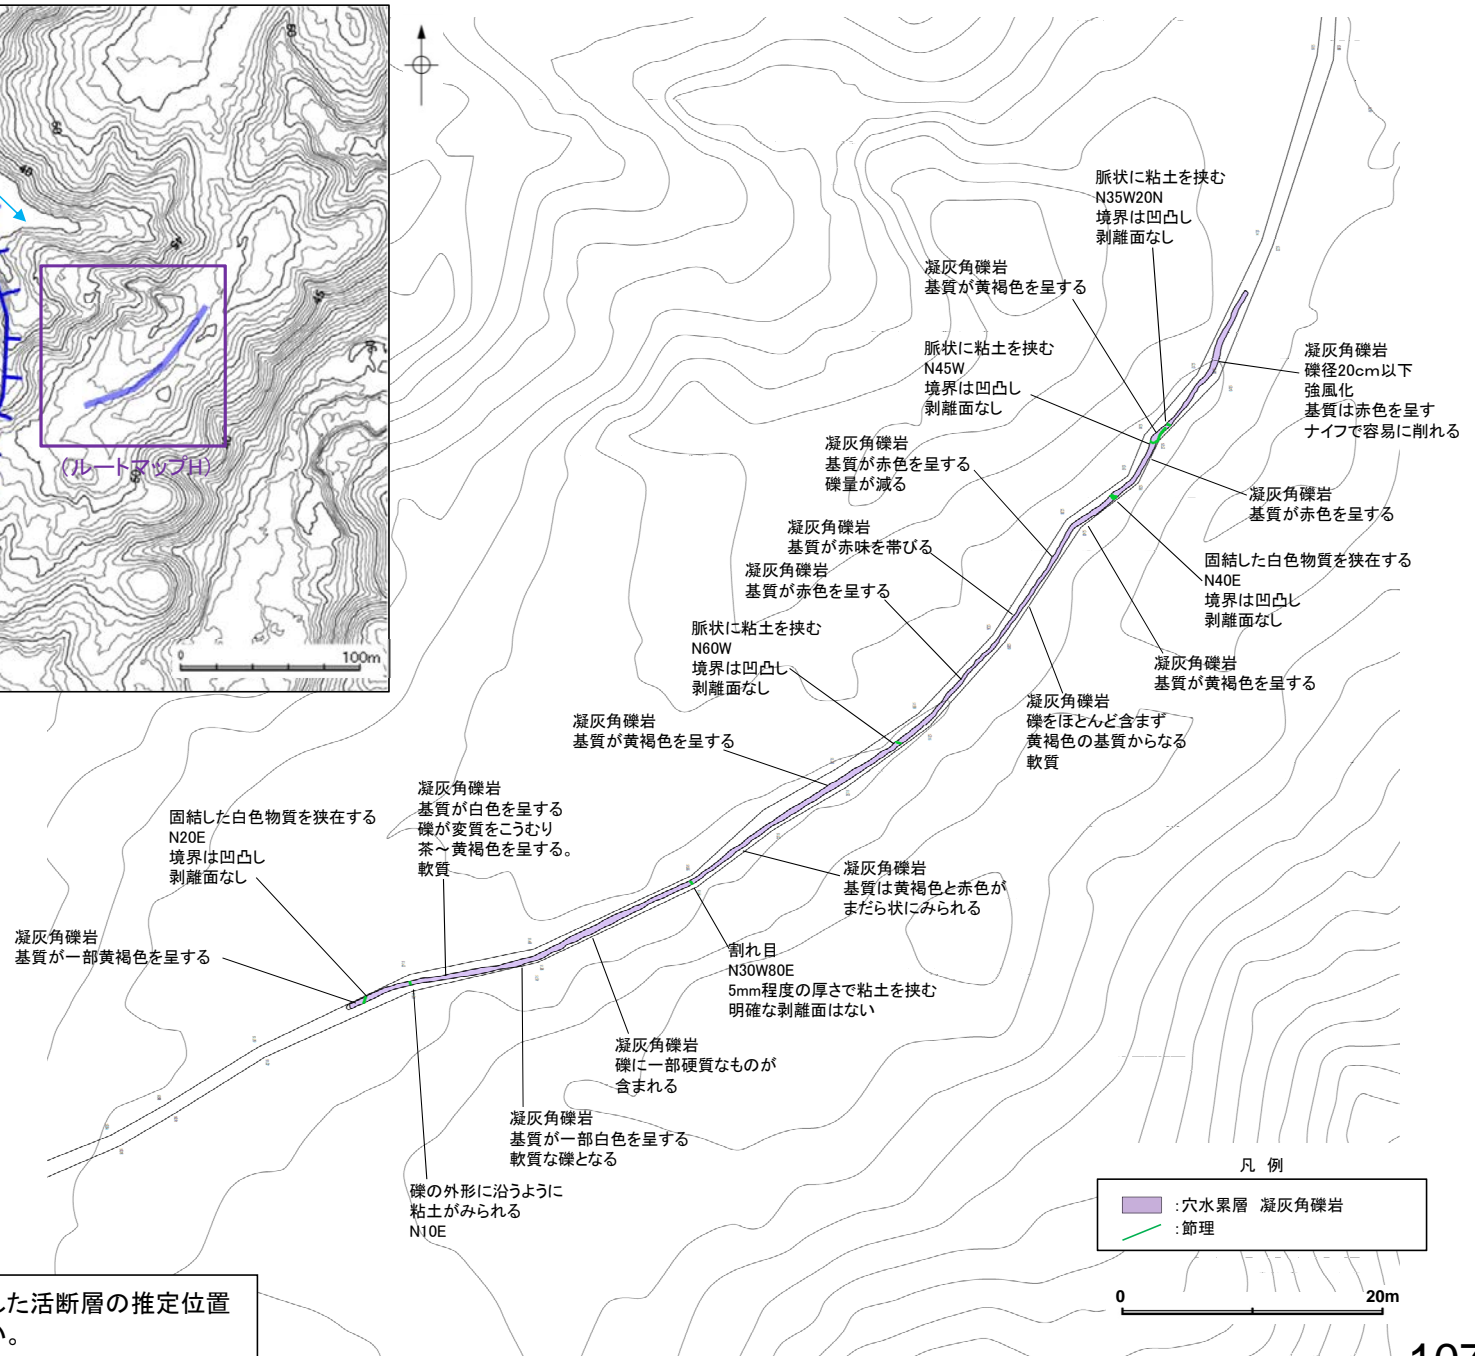 60
60
40
45
45
(ルートマップH)
50
0
100m
脈状に粘土を挟む
N35W20N
境界は凹凸し
剥離面なし
凝灰角礫岩
基質が黄褐色を呈する
脈状に粘土を挟む
N45W
境界は凹凸し
剥離面なし
凝灰角礫岩
礫径20cm以下
強風化
基質は赤色を呈す
ナイフで容易に削れる
凝灰角礫岩
基質が赤色を呈する
礫量が減る
凝灰角礫岩
基質が赤色を呈する
凝灰角礫岩
基質が赤味を帯びる
固結した白色物質を狭在する
N40E
境界は凹凸し
剥離面なし
凝灰角礫岩
基質が赤色を呈する
脈状に粘土を挟む
N60W
境界は凹凸し
剥離面なし
凝灰角礫岩
基質が黄褐色を呈する
凝灰角礫岩
礫をほとんど含まず
黄褐色の基質からなる
軟質
凝灰角礫岩
基質が黄褐色を呈する
凝灰角礫岩
基質が白色を呈する
礫が変質をこうむり
茶～黄褐色を呈する。
軟質
固結した白色物質を狭在する
N20E
境界は凹凸し
剥離面なし
凝灰角礫岩
基質は黄褐色と赤色が
まだら状にみられる
凝灰角礫岩
基質が一部黄褐色を呈する
割れ目
N30W80E
5mm程度の厚さで粘土を挟む
明確な剥離面はない
凝灰角礫岩
礫に一部硬質なものが
含まれる
凝灰角礫岩
基質が一部白色を呈する
軟質な礫となる
礫の外形に沿うように
粘土がみられる
N10E
凡 例
:穴水累層 凝灰角礫岩
:節理
0
20m
した活断層の推定位置
い。
107